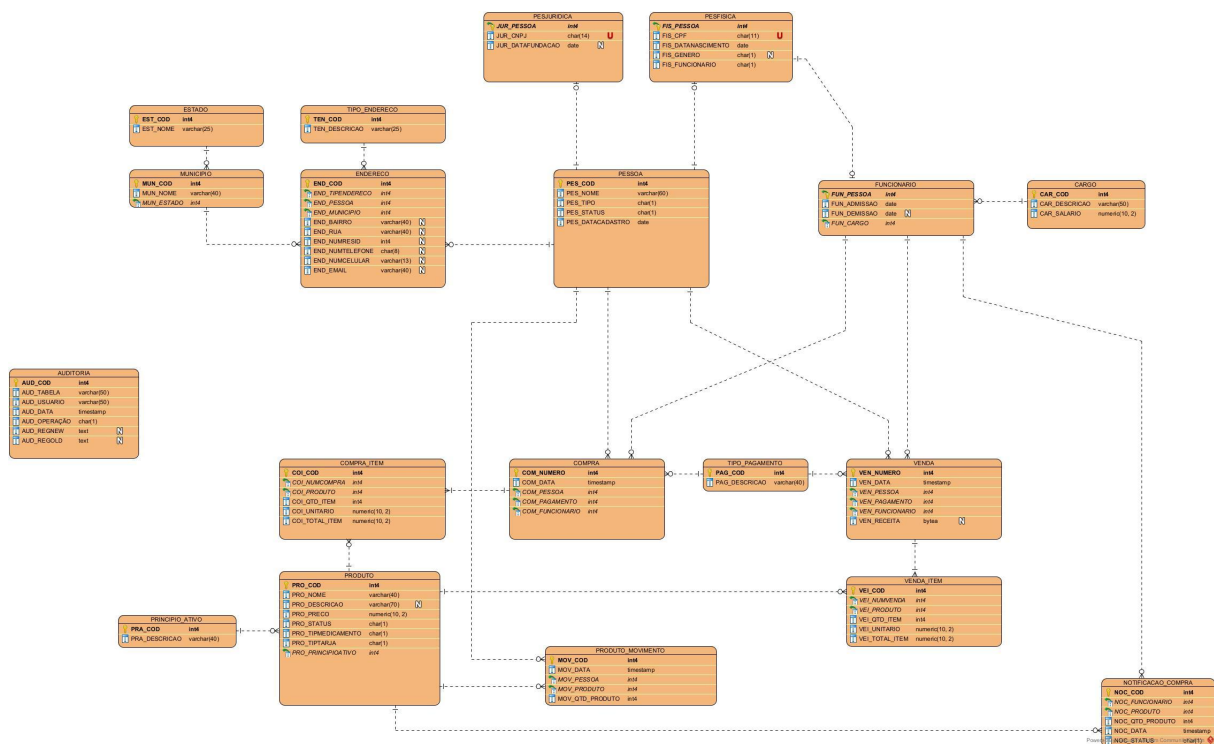 PESJURIDICA
JUR_PESSOA int4
JUR_CNPJ char(14) U
JUR_DATAFUNDACAO date N
PESFISICA
FIS_PESSOA int4
FIS_CPF char(11) U
FIS_DATANASCIMENTO date
FIS_GENERO char(1) N
FIS_FUNCIONARIO char(1)
ESTADO
EST_COD int4
EST_NOME varchar(25)
TIPO_ENDERECO
TEN_COD int4
TEN_DESCRICAO varchar(25)
MUNICIPIO
MUN_COD int4
MUN_NOME varchar(40)
MUN_ESTADO int4
ENDERECO
END_COD int4
END_TIPENDERECO int4
END_PESSOA int4
END_MUNICIPIO int4
END_BAIRRO varchar(40) N
END_RUA varchar(40) N
END_NUMRESID int4 N
END_NUMTELEFONE char(8) N
END_NUMCELULAR varchar(13) N
END_EMAIL varchar(40) N
PESSOA
PES_COD int4
PES_NOME varchar(60)
PES_TIPO char(1)
PES_STATUS char(1)
PES_DATACADASTRO date
FUNCIONARIO
FUN_PESSOA int4
FUN_ADMISSAO date
FUN_DEMISSAO date N
FUN_CARGO int4
CARGO
CAR_COD int4
CAR_DESCRICAO varchar(50)
CAR_SALARIO numeric(10, 2)
AUDITORIA
AUD_COD int4
AUD_TABELA varchar(50)
AUD_USUARIO varchar(50)
AUD_DATA timestamp
AUD_OPERAÇÃO char(1)
AUD_REGNEW text N
AUD_REGOLD text N
COMPRA_ITEM
COI_COD int4
COI_NUMCOMPRA int4
COI_PRODUTO int4
COI_QTD_ITEM int4
COI_UNITARIO numeric(10, 2)
COI_TOTAL_ITEM numeric(10, 2)
COMPRA
COM_NUMERO int4
COM_DATA timestamp
COM_PESSOA int4
COM_PAGAMENTO int4
COM_FUNCIONARIO int4
TIPO_PAGAMENTO
PAG_COD int4
PAG_DESCRICAO varchar(40)
VENDA
VEN_NUMERO int4
VEN_DATA timestamp
VEN_PESSOA int4
VEN_PAGAMENTO int4
VEN_FUNCIONARIO int4
VEN_RECEITA bytea N
PRODUTO
PRO_COD int4
PRO_NOME varchar(40)
PRO_DESCRICAO varchar(70) N
PRO_PRECO numeric(10, 2)
PRO_STATUS char(1)
PRO_TIPMEDICAMENTO char(1)
PRO_TIPTARJA char(1)
PRO_PRINCIPIOATIVO int4
VENDA_ITEM
VEI_COD int4
VEI_NUMVENDA int4
VEI_PRODUTO int4
VEI_QTD_ITEM int4
VEI_UNITARIO numeric(10, 2)
VEI_TOTAL_ITEM numeric(10, 2)
PRINCIPIO_ATIVO
PRA_COD int4
PRA_DESCRICAO varchar(40)
PRODUTO_MOVIMENTO
MOV_COD int4
MOV_DATA timestamp
MOV_PESSOA int4
MOV_PRODUTO int4
MOV_QTD_PRODUTO int4
NOTIFICACAO_COMPRA
NOC_COD int4
NOC_FUNCIONARIO int4
NOC_PRODUTO int4
NOC_QTD_PRODUTO int4
NOC_DATA timestamp
NOC_STATUS char(1)